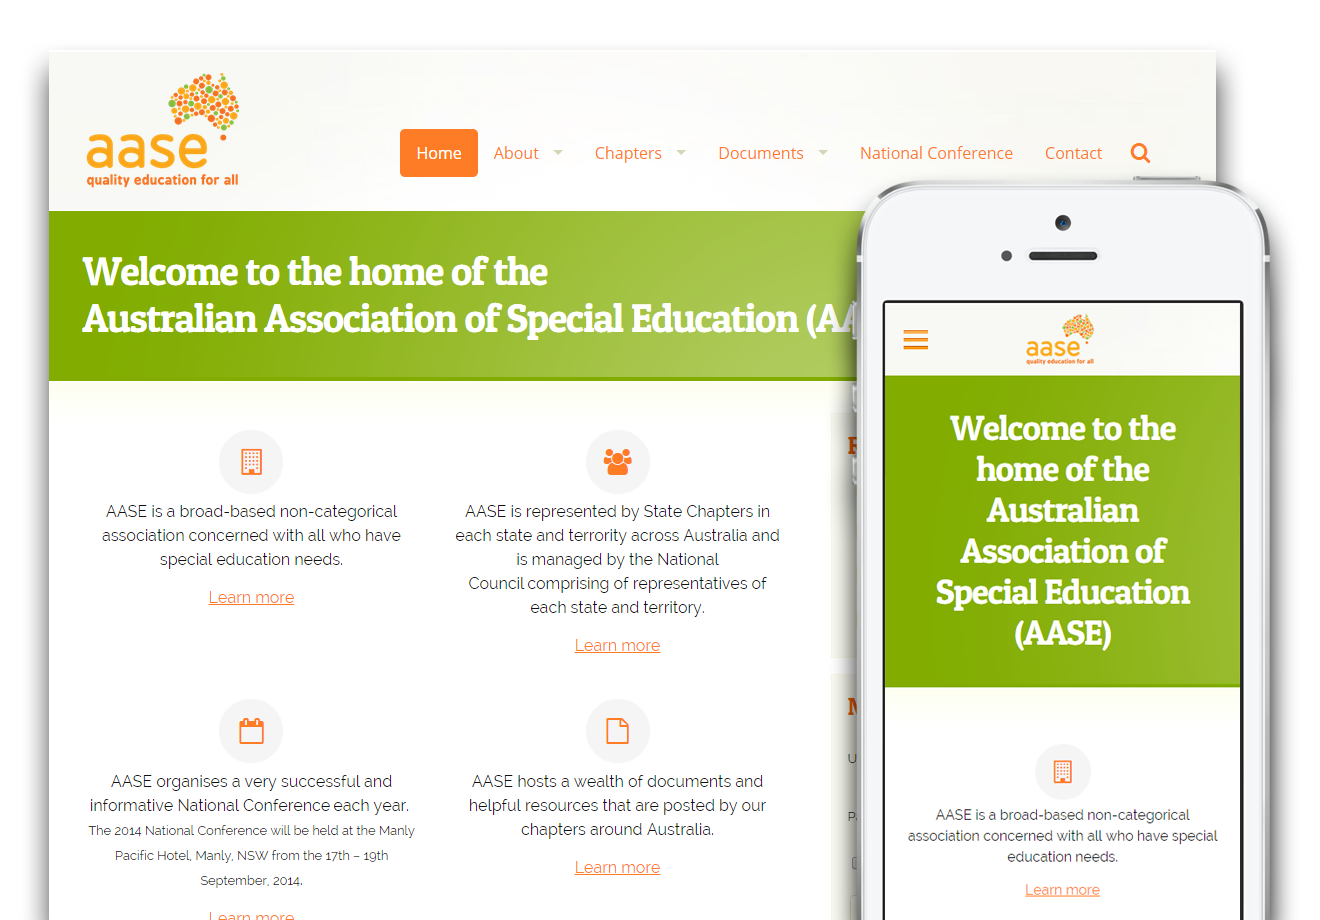 aase
quality education for all
Home
About
Chapters
Documents
National Conference
Contact
Welcome to the home of the
Australian Association of Special Education (AA
AASE is a broad-based non-categorical
association concerned with all who have
special education needs.
Learn more
AASE is represented by State Chapters in
each state and terrority across Australia and
is managed by the National
Council comprising of representatives of
each state and territory.
Learn more
AASE organises a very successful and
informative National Conference each year.
The 2014 National Conference will be held at the Manly
Pacific Hotel, Manly, NSW from the 17th – 19th
September, 2014.
Learn more
AASE hosts a wealth of documents and
helpful resources that are posted by our
chapters around Australia.
Learn more
aase
quality education for all
Welcome to the
home of the
Australian
Association of
Special Education
(AASE)
AASE is a broad-based non-categorical
association concerned with all who have special
education needs.
Learn more